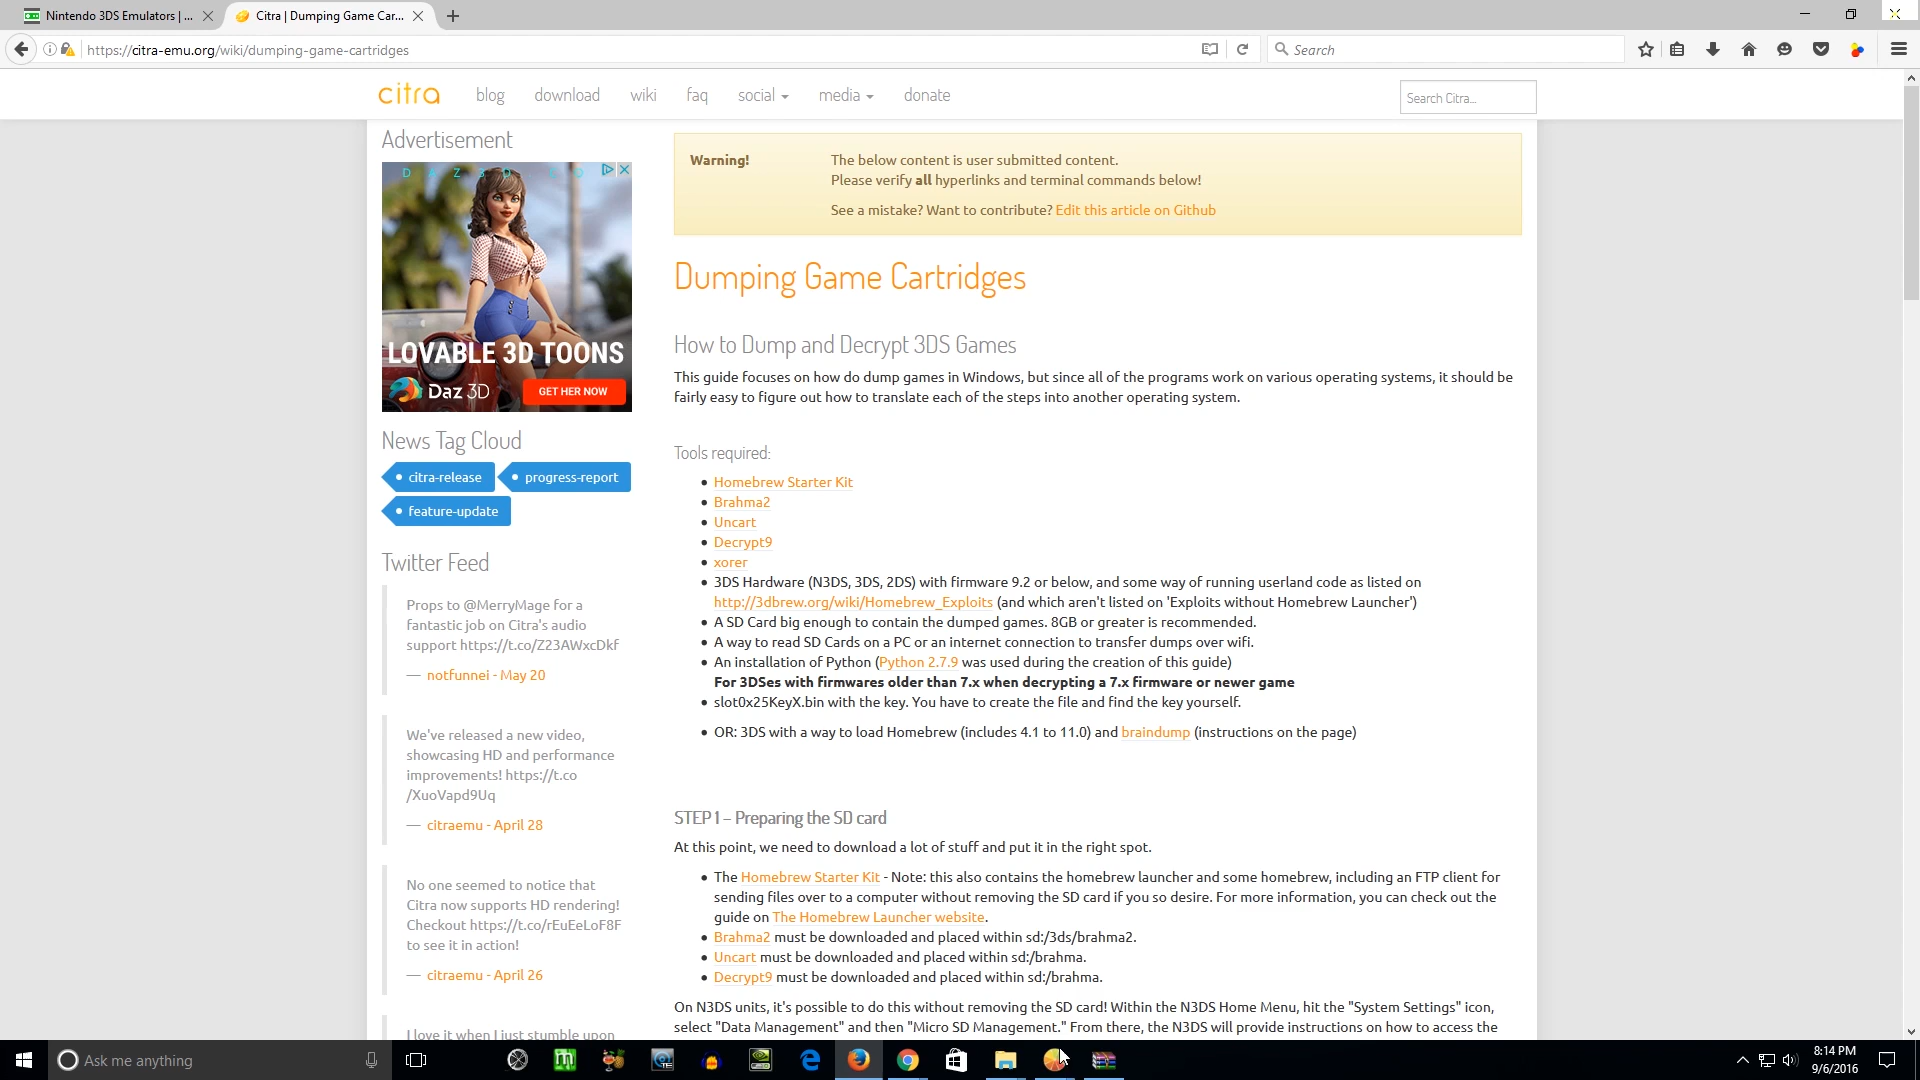 Nintendo 3DS Emulators | ...
Citra | Dumping Game Car...
https://citra-emu.org/wiki/dumping-game-cartridges
Search
citra
blog
download
wiki
faq
social
media
donate
Search Citra...
Advertisement
LOVABLE 3D TOONS
Daz 3D
GET HER NOW
News Tag Cloud
citra-release
progress-report
feature-update
Twitter Feed
Props to @MerryMage for a
fantastic job on Citra's audio
support https://t.co/Z23AWxcDkf
— notfunnei - May 20
We've released a new video,
showcasing HD and performance
improvements! https://t.co
/XuoVapd9Uq
— citraemu - April 28
No one seemed to notice that
Citra now supports HD rendering!
Checkout https://t.co/rEuEeLoF8F
to see it in action!
— citraemu - April 26
I love it when I just stumble upon
Warning!
The below content is user submitted content.
Please verify all hyperlinks and terminal commands below!
See a mistake? Want to contribute? Edit this article on Github
Dumping Game Cartridges
How to Dump and Decrypt 3DS Games
This guide focuses on how do dump games in Windows, but since all of the programs work on various operating systems, it should be
fairly easy to figure out how to translate each of the steps into another operating system.
Tools required:
• Homebrew Starter Kit
• Brahma2
• Uncart
• Decrypt9
• xorer
• 3DS Hardware (N3DS, 3DS, 2DS) with firmware 9.2 or below, and some way of running userland code as listed on
http://3dbrew.org/wiki/Homebrew_Exploits (and which aren't listed on 'Exploits without Homebrew Launcher')
• A SD Card big enough to contain the dumped games. 8GB or greater is recommended.
• A way to read SD Cards on a PC or an internet connection to transfer dumps over wifi.
• An installation of Python (Python 2.7.9 was used during the creation of this guide)
For 3DSes with firmwares older than 7.x when decrypting a 7.x firmware or newer game
• slot0x25KeyX.bin with the key. You have to create the file and find the key yourself.
• OR: 3DS with a way to load Homebrew (includes 4.1 to 11.0) and braindump (instructions on the page)
STEP 1 – Preparing the SD card
At this point, we need to download a lot of stuff and put it in the right spot.
• The Homebrew Starter Kit - Note: this also contains the homebrew launcher and some homebrew, including an FTP client for
sending files over to a computer without removing the SD card if you so desire. For more information, you can check out the
guide on The Homebrew Launcher website.
• Brahma2 must be downloaded and placed within sd:/3ds/brahma2.
• Uncart must be downloaded and placed within sd:/brahma.
• Decrypt9 must be downloaded and placed within sd:/brahma.
On N3DS units, it's possible to do this without removing the SD card! Within the N3DS Home Menu, hit the "System Settings" icon,
select "Data Management" and then "Micro SD Management." From there, the N3DS will provide instructions on how to access the
Ask me anything
8:14 PM
9/6/2016